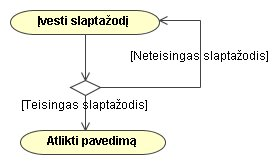 Įvesti slaptažodį
[Neteisingas slaptažodis]
[Teisingas slaptažodis]
Atlikti pavedimą